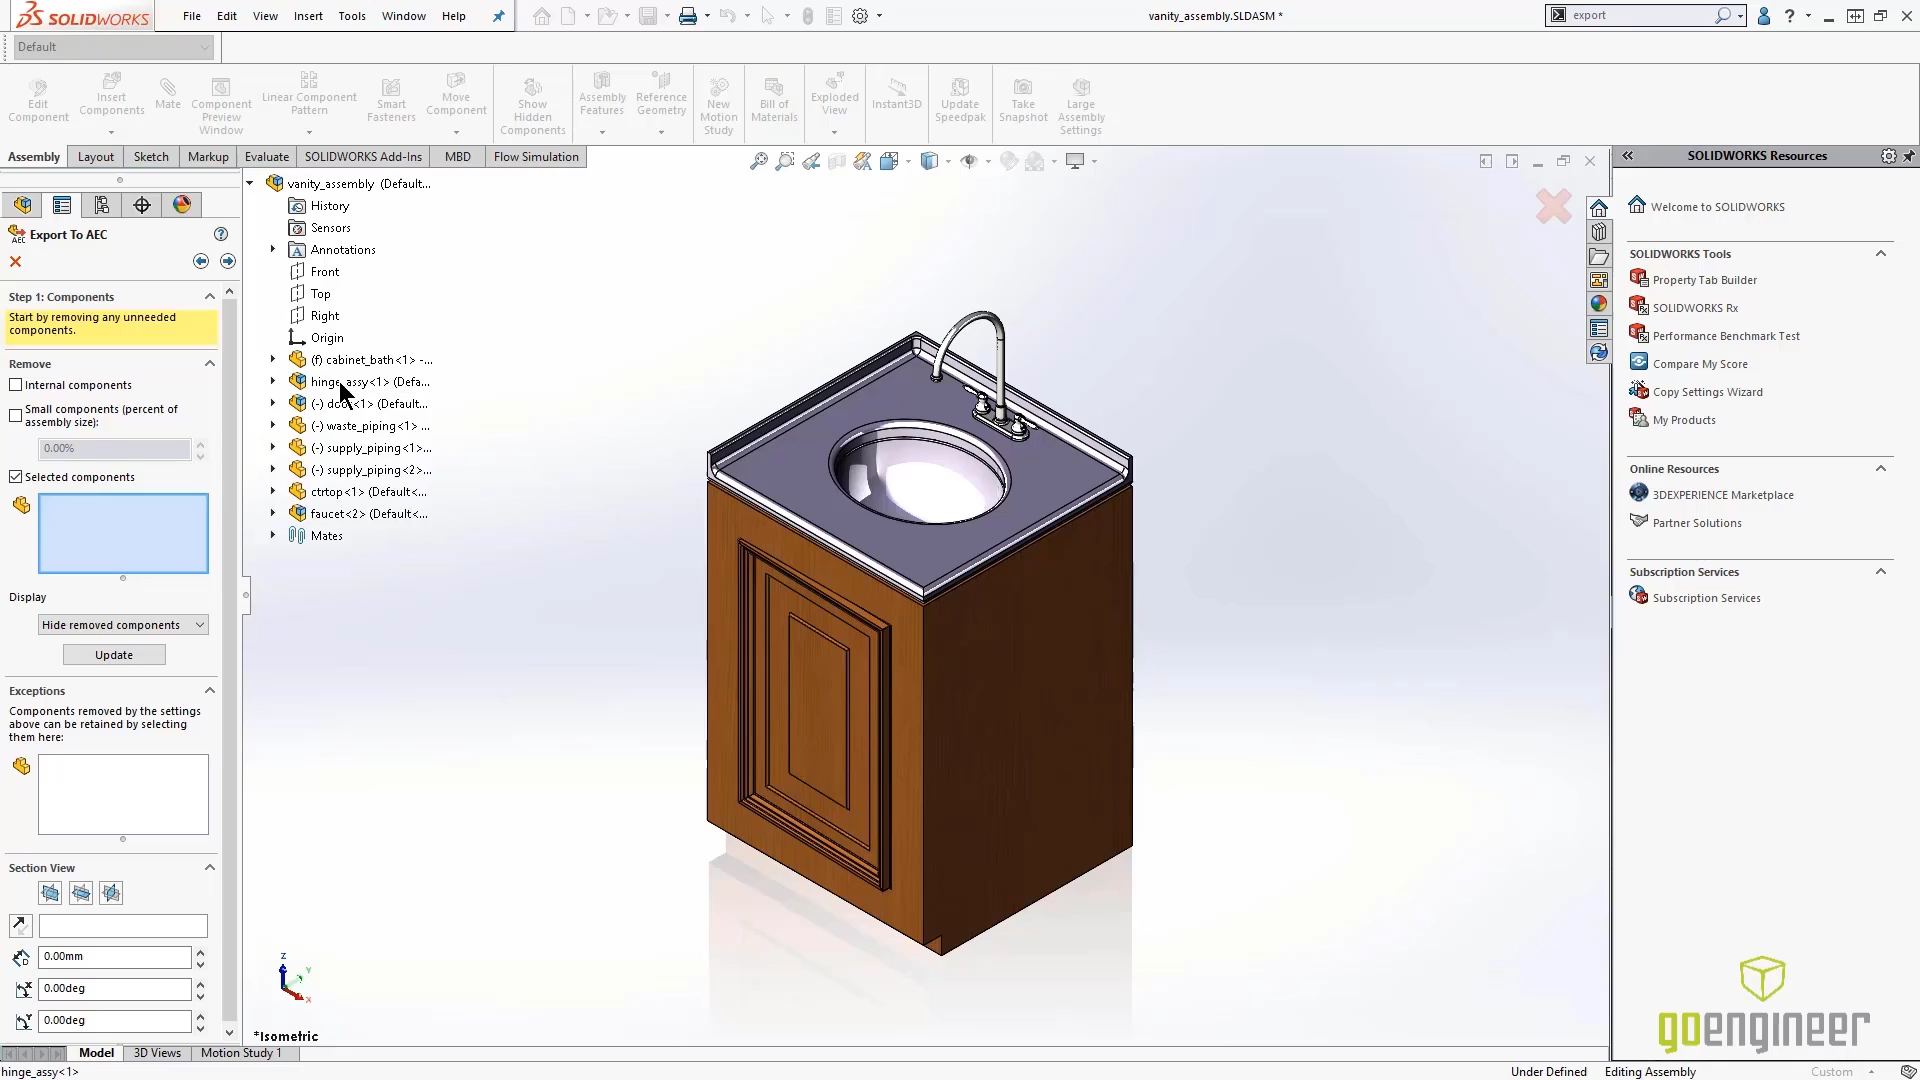 SOLIDWORKS
File Edit View Insert Tools Window Help
vanity_assembly.SLDASM *
export
Default
Edit Component
Insert Components
Mate
Component Preview Window
Linear Component Pattern
Smart Fasteners
Move Component
Show Hidden Components
Assembly Features
Reference Geometry
New Motion Study
Bill of Materials
Exploded View
Instant3D
Update Speedpak
Take Snapshot
Large Assembly Settings
Assembly Layout Sketch Markup Evaluate SOLIDWORKS Add-Ins MBD Flow Simulation
AEC Export To AEC
Step 1: Components
Start by removing any unneeded
components.
Remove
Internal components
Small components (percent of
assembly size):
0.00%
Selected components
Display
Hide removed components
Update
Exceptions
Components removed by the settings
above can be retained by selecting
them here:
Section View
0.00mm
0.00deg
0.00deg
vanity_assembly (Default...
History
Sensors
Annotations
Front
Top
Right
Origin
(f) cabinet_bath<1> -...
hinge_assy<1> (Defa...
(-) door<1> (Default...
(-) waste_piping<1> ...
(-) supply_piping<1>...
(-) supply_piping<2>...
ctrtop<1> (Default<...
faucet<2> (Default<...
Mates
Z
Y
X
*Isometric
SOLIDWORKS Resources
Welcome to SOLIDWORKS
SOLIDWORKS Tools
Property Tab Builder
SOLIDWORKS Rx
Performance Benchmark Test
Compare My Score
Copy Settings Wizard
My Products
Online Resources
3DEXPERIENCE Marketplace
Partner Solutions
Subscription Services
Subscription Services
goengineer
Model 3D Views Motion Study 1
hinge_assy<1>
Under Defined Editing Assembly Custom